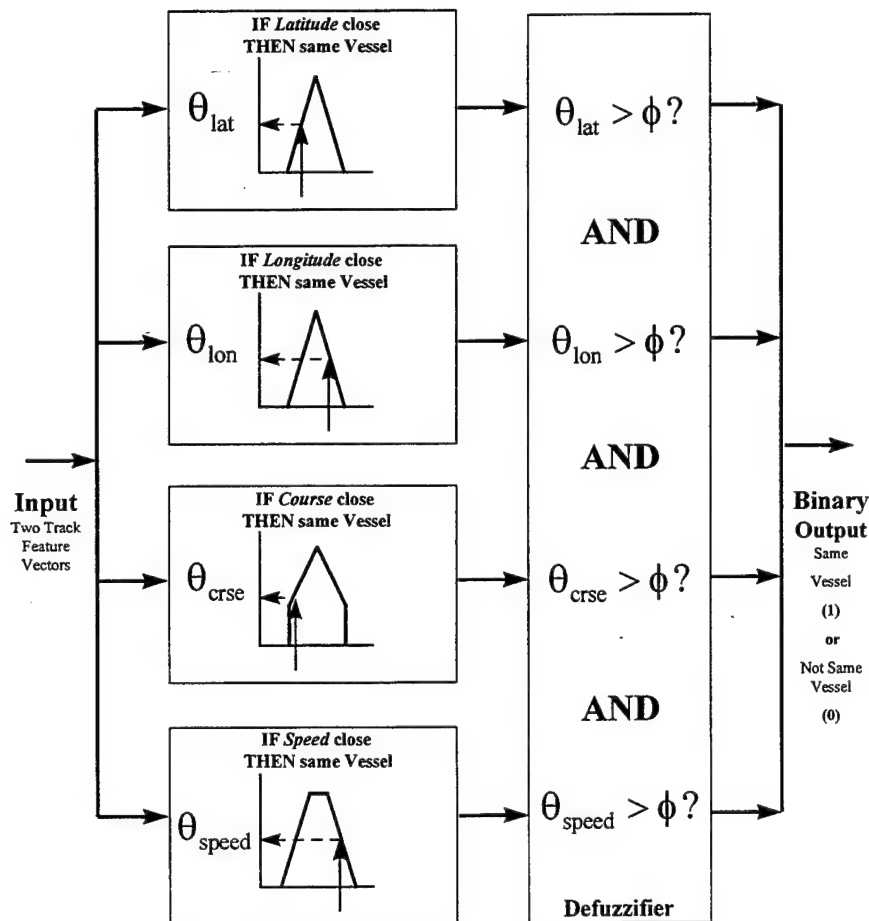 IF Latitude close
THEN same Vessel
θlat
θlat > ϕ?
AND
IF Longitude close
THEN same Vessel
θlon
θlon > ϕ?
AND
Input
Two Track
Feature
Vectors
IF Course close
THEN same Vessel
θcrse
θcrse > ϕ?
Binary
Output
Same
Vessel
(1)
or
Not Same
Vessel
(0)
AND
IF Speed close
THEN same Vessel
θspeed
θspeed > ϕ?
Defuzzifier